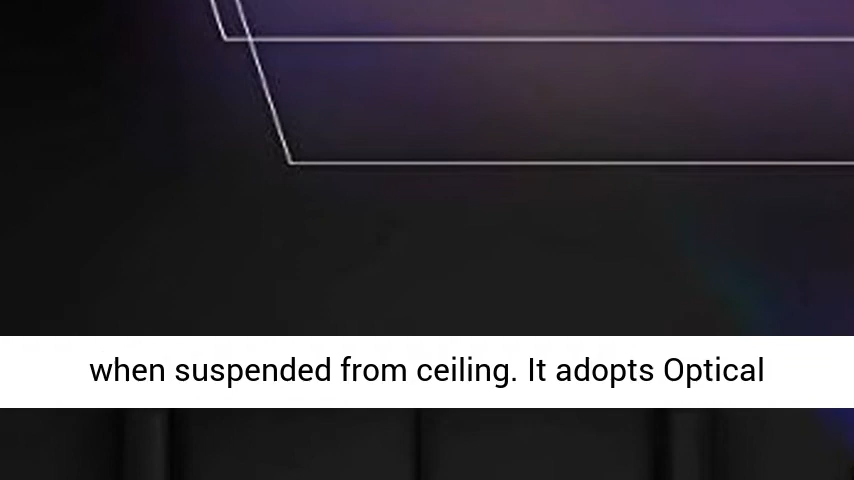 when suspended from ceiling. It adopts Optical